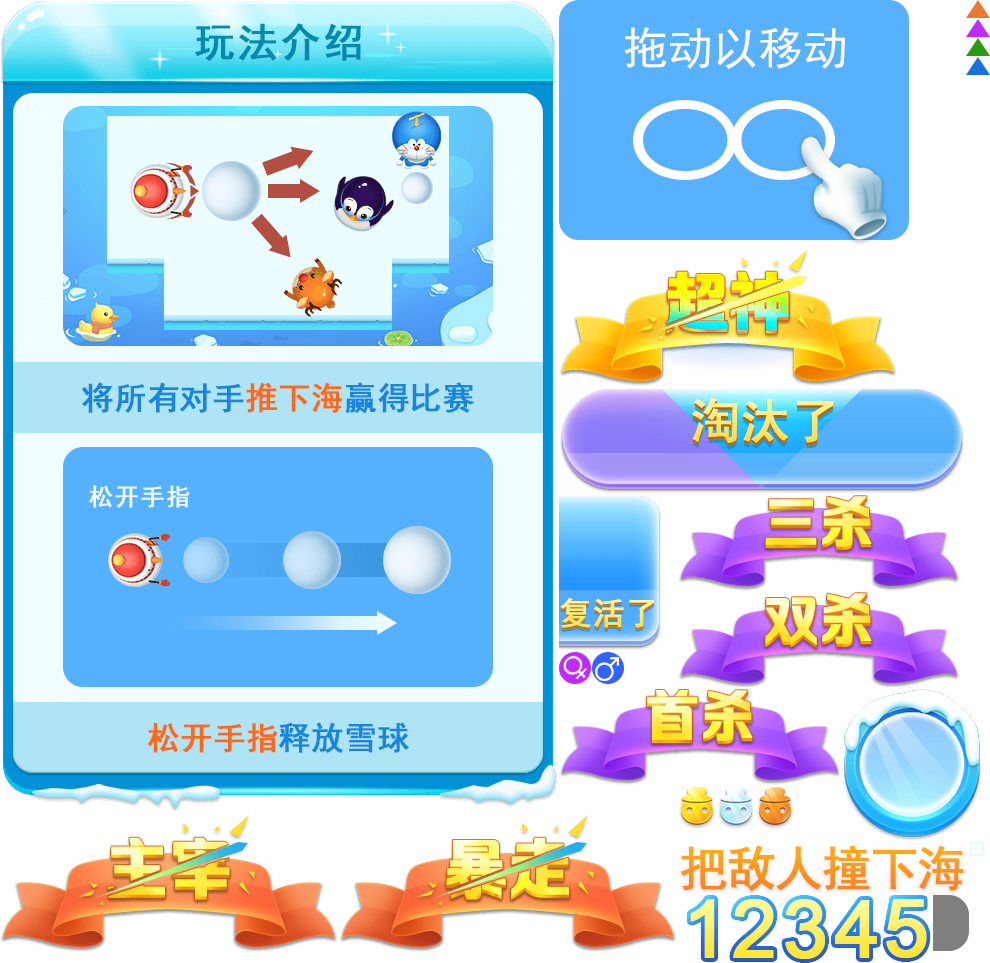 玩法介绍
将所有对手推下海赢得比赛
松开手指
松开手指释放雪球
拖动以移动
超神
淘汰了
三杀
复活了
双杀
首杀
主宰
暴走
把敌人撞下海
12345